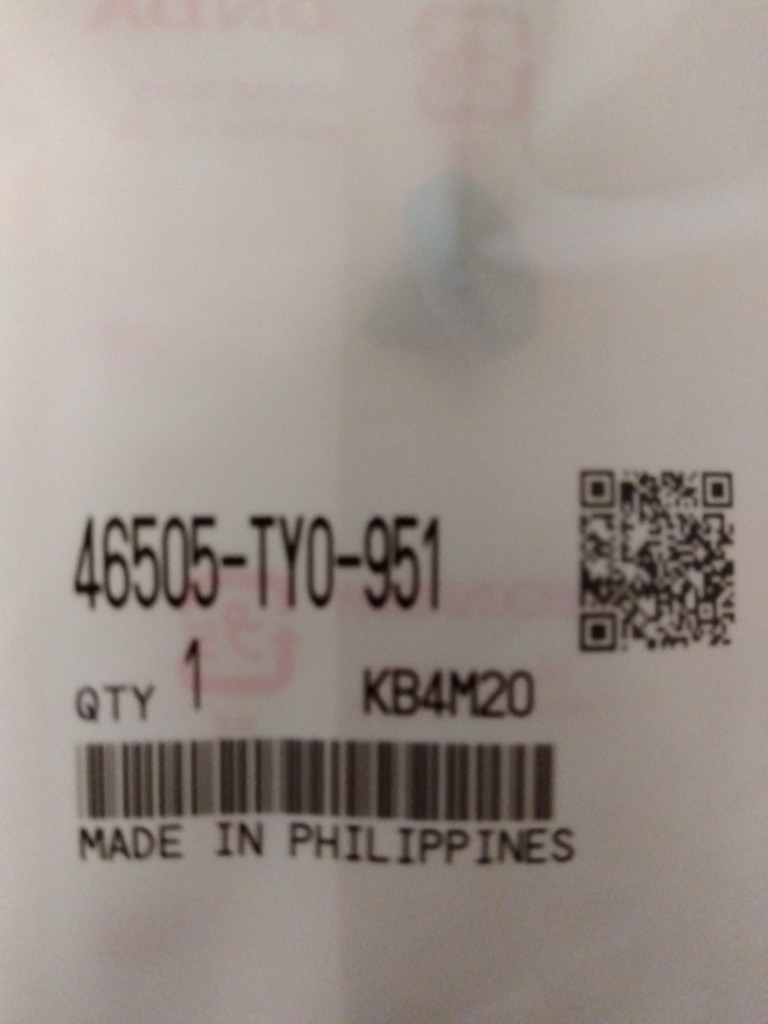 46505-TY0-951
QTY 1 KB4M20
MADE IN PHILIPPINES